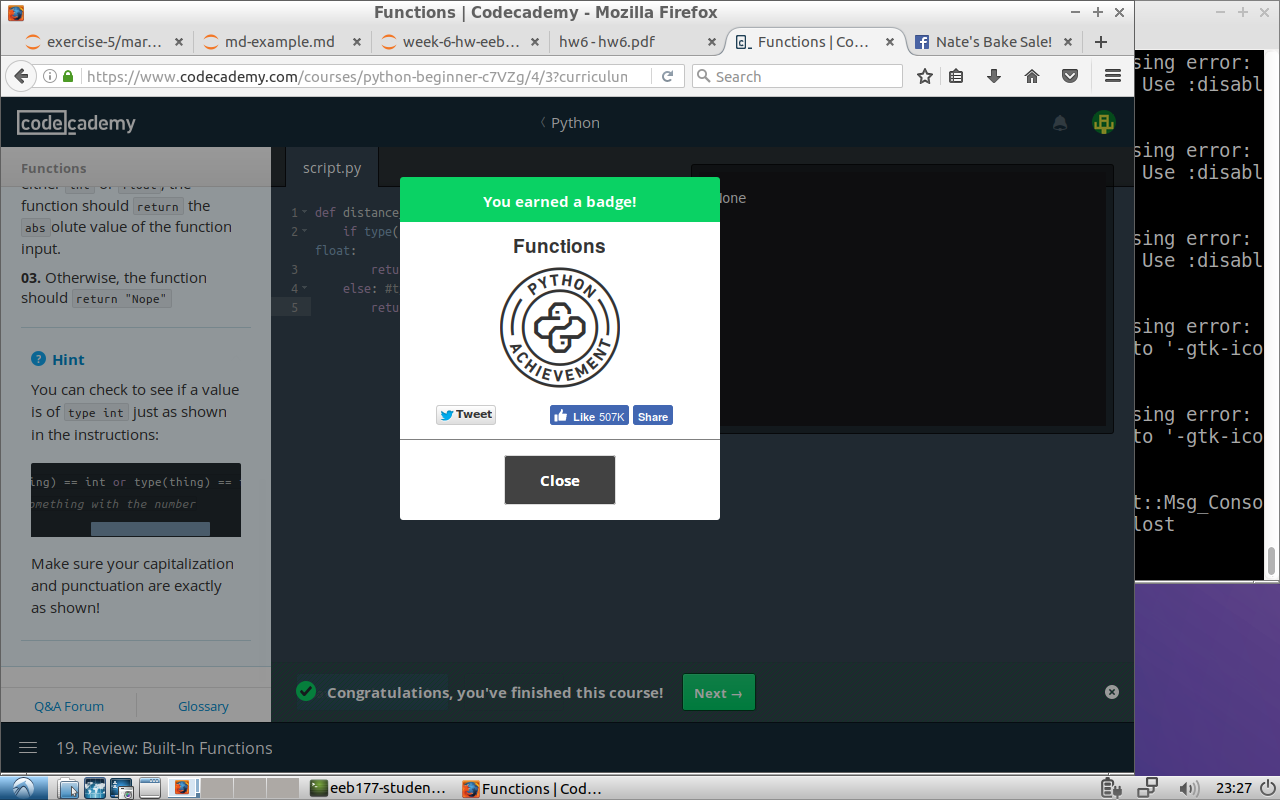 Functions | Codecademy - Mozilla Firefox
exercise-5/mar...
md-example.md
week-6-hw-eeb...
hw6 - hw6.pdf
Functions | Co...
Nate's Bake Sale!
https://www.codecademy.com/courses/python-beginner-c7VZg/4/3?curriculun
Search
codecademy
Python
Functions
script.py
function should return the
absolute value of the function
input.
03. Otherwise, the function
should return "Nope"
Hint
You can check to see if a value
is of type int just as shown
in the instructions:
ing) == int or type(thing) ==
omething with the number
Make sure your capitalization
and punctuation are exactly
as shown!
Q&A Forum
Glossary
1 def distance
2 if type(
float:
3 retu
4 else: #t
5 retu
None
You earned a badge!
Functions
PYTHON
ACHIEVEMENT
Tweet
Like 507K
Share
Close
Congratulations, you've finished this course!
Next →
19. Review: Built-In Functions
sing error:
Use :disabl
sing error:
Use :disabl
sing error:
Use :disabl
sing error:
to '-gtk-ico
sing error:
to '-gtk-ico
t::Msg_Conso
lost
eeb177-studen...
Functions | Cod...
23:27